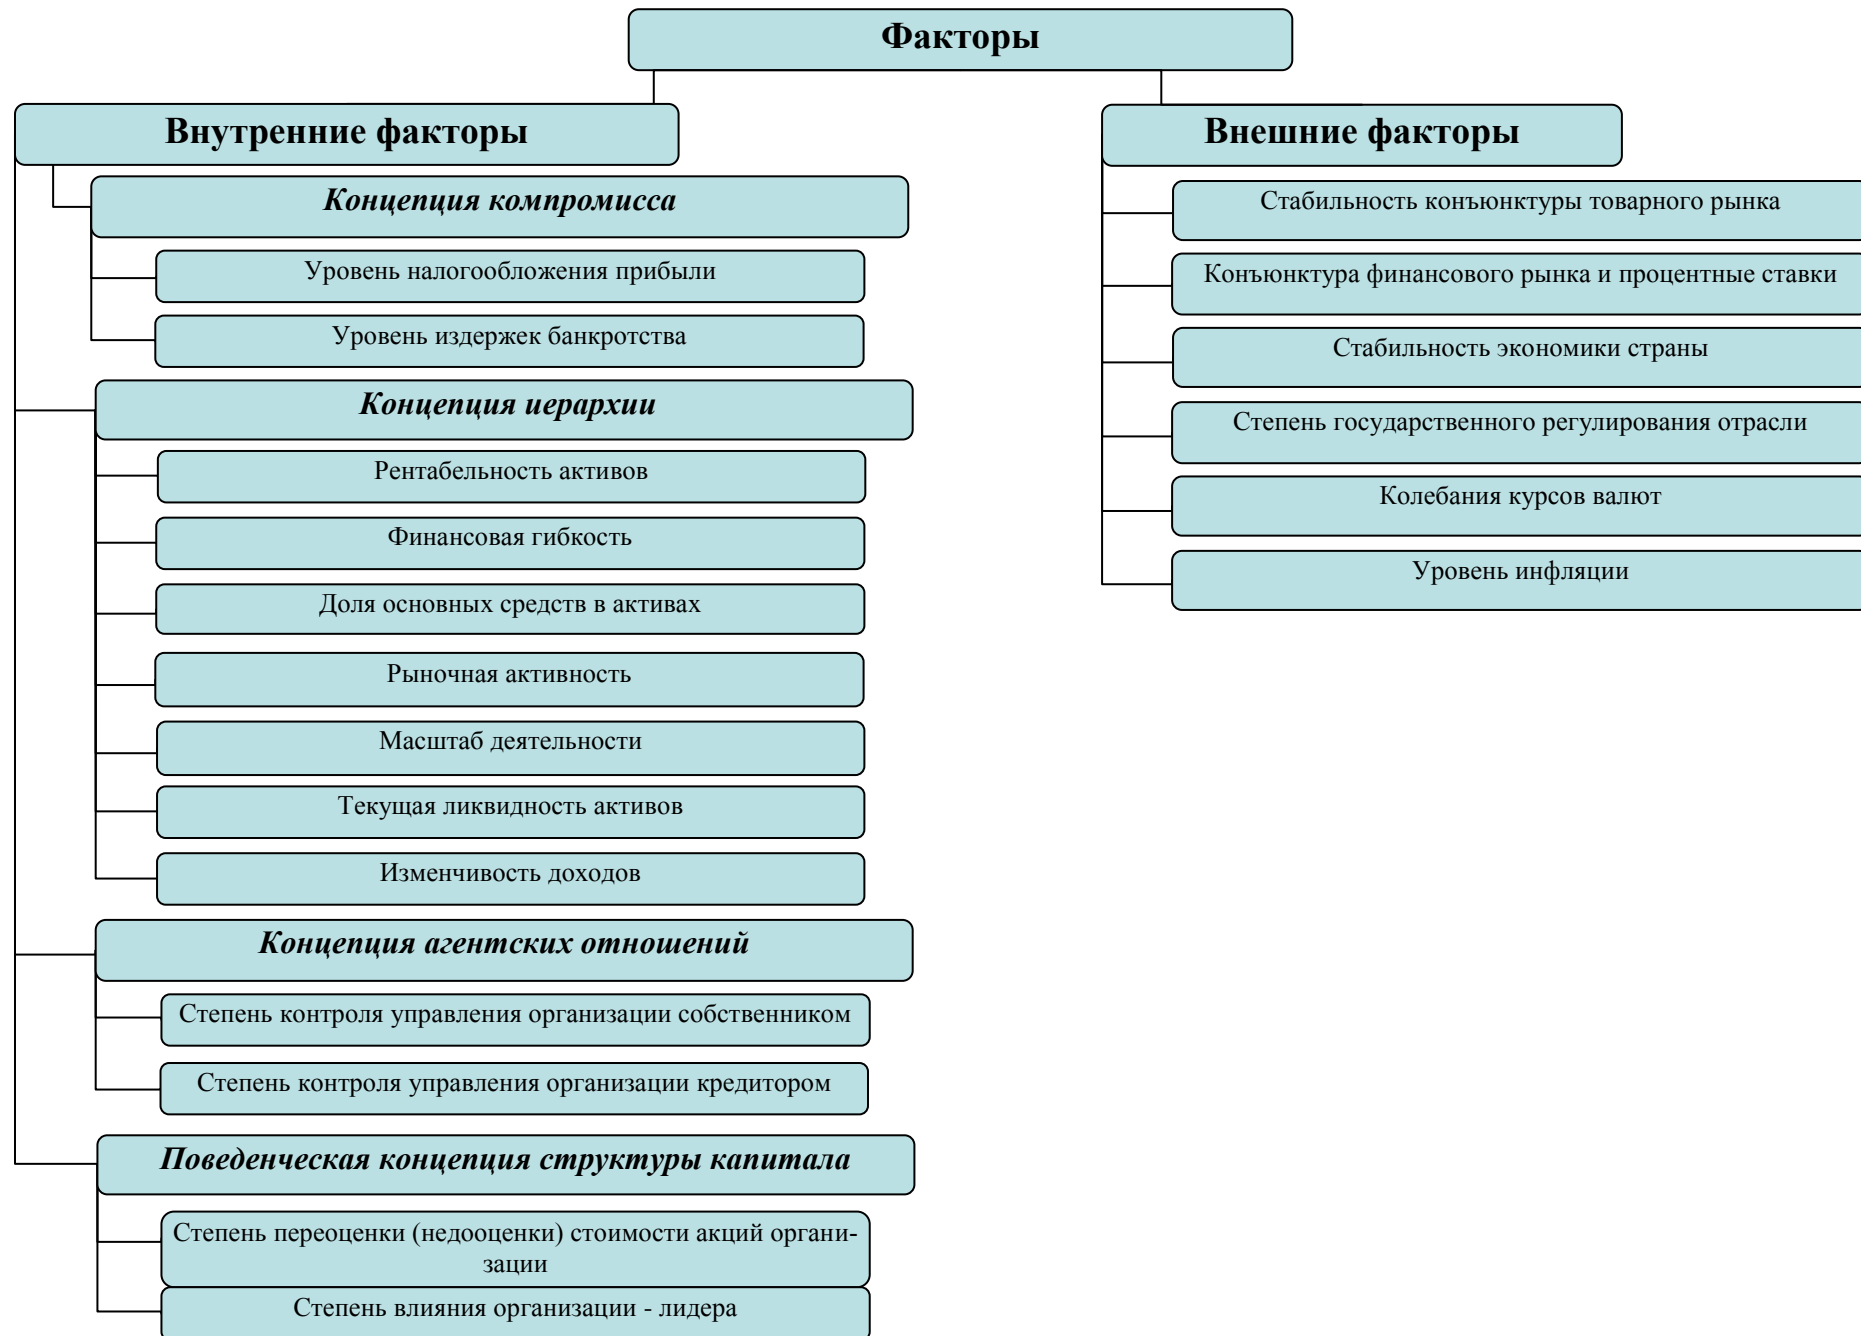 Факторы
Внутренние факторы
Концепция компромисса
Уровень налогообложения прибыли
Уровень издержек банкротства
Концепция иерархии
Рентабельность активов
Финансовая гибкость
Доля основных средств в активах
Рыночная активность
Масштаб деятельности
Текущая ликвидность активов
Изменчивость доходов
Концепция агентских отношений
Степень контроля управления организации собственником
Степень контроля управления организации кредитором
Поведенческая концепция структуры капитала
Степень переоценки (недооценки) стоимости акций органи-
зации
Степень влияния организации - лидера
Внешние факторы
Стабильность конъюнктуры товарного рынка
Конъюнктура финансового рынка и процентные ставки
Стабильность экономики страны
Степень государственного регулирования отрасли
Колебания курсов валют
Уровень инфляции